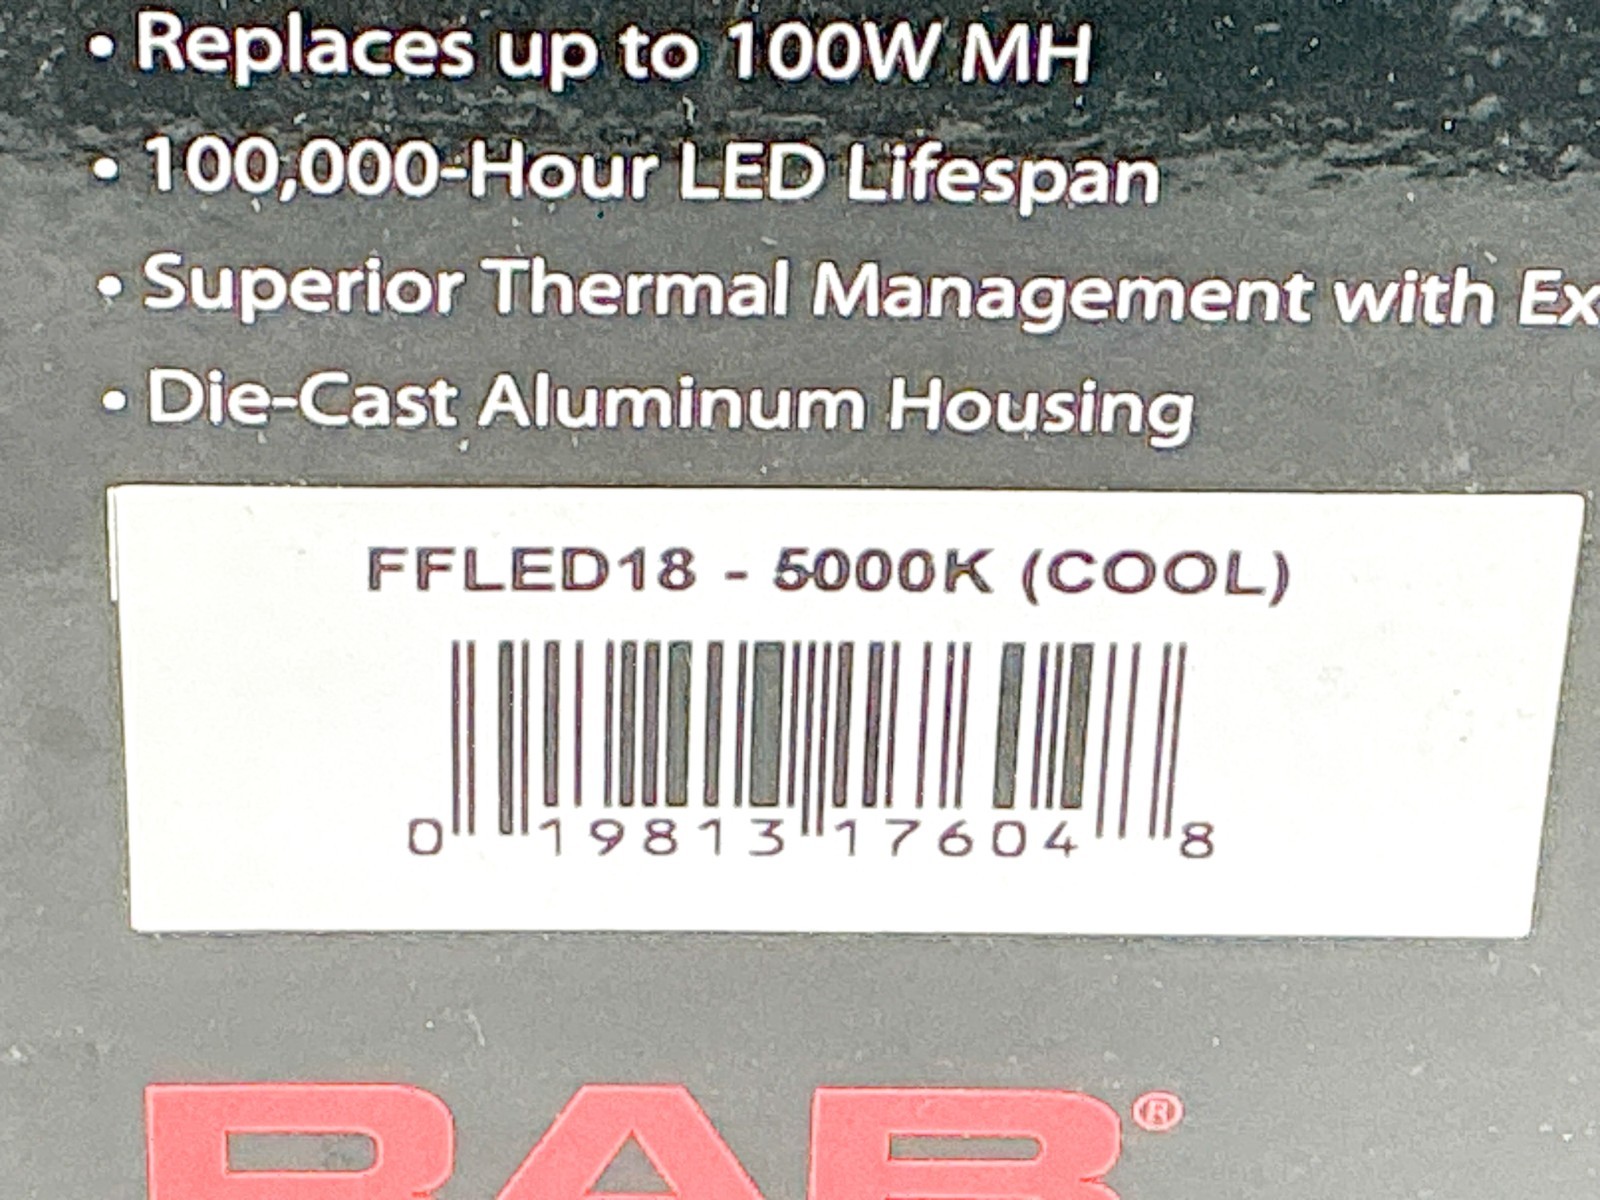 • Replaces up to 100W MH
• 100,000-Hour LED Lifespan
• Superior Thermal Management with Ex
• Die-Cast Aluminum Housing
FFLED18 - 5000K (COOL)
0 19813 17604 8
RAB®